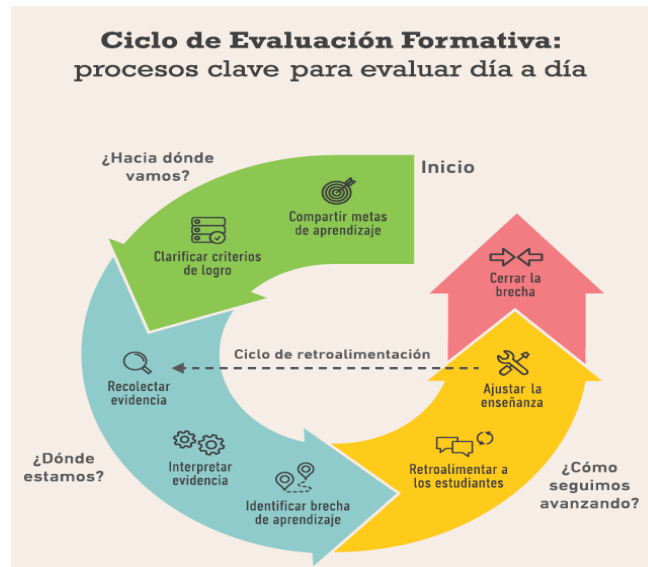 Ciclo de Evaluación Formativa:
procesos clave para evaluar día a día
¿Hacia dónde
vamos?
Inicio
Compartir metas
de aprendizaje
Clarificar criterios
de logro
Cerrar la
brecha
Ciclo de retroalimentación
Recolectar
evidencia
Ajustar la
enseñanza
Interpretar
evidencia
Retroalimentar a
los estudiantes
¿Dónde
estamos?
Identificar brecha
de aprendizaje
¿Cómo
seguimos
avanzando?